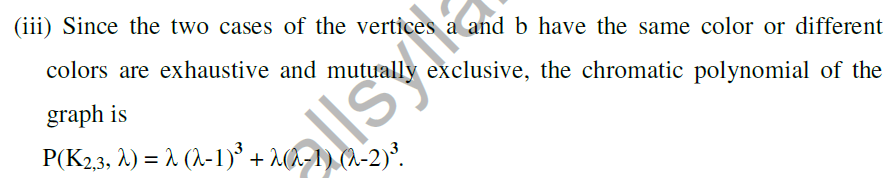 (iii) Since the two cases of the vertices a and b have the same color or different
colors are exhaustive and mutually exclusive, the chromatic polynomial of the
graph is
P(K₂,₃, λ) = λ (λ-1)³ + λ(λ-1) (λ-2)³.
allsylla